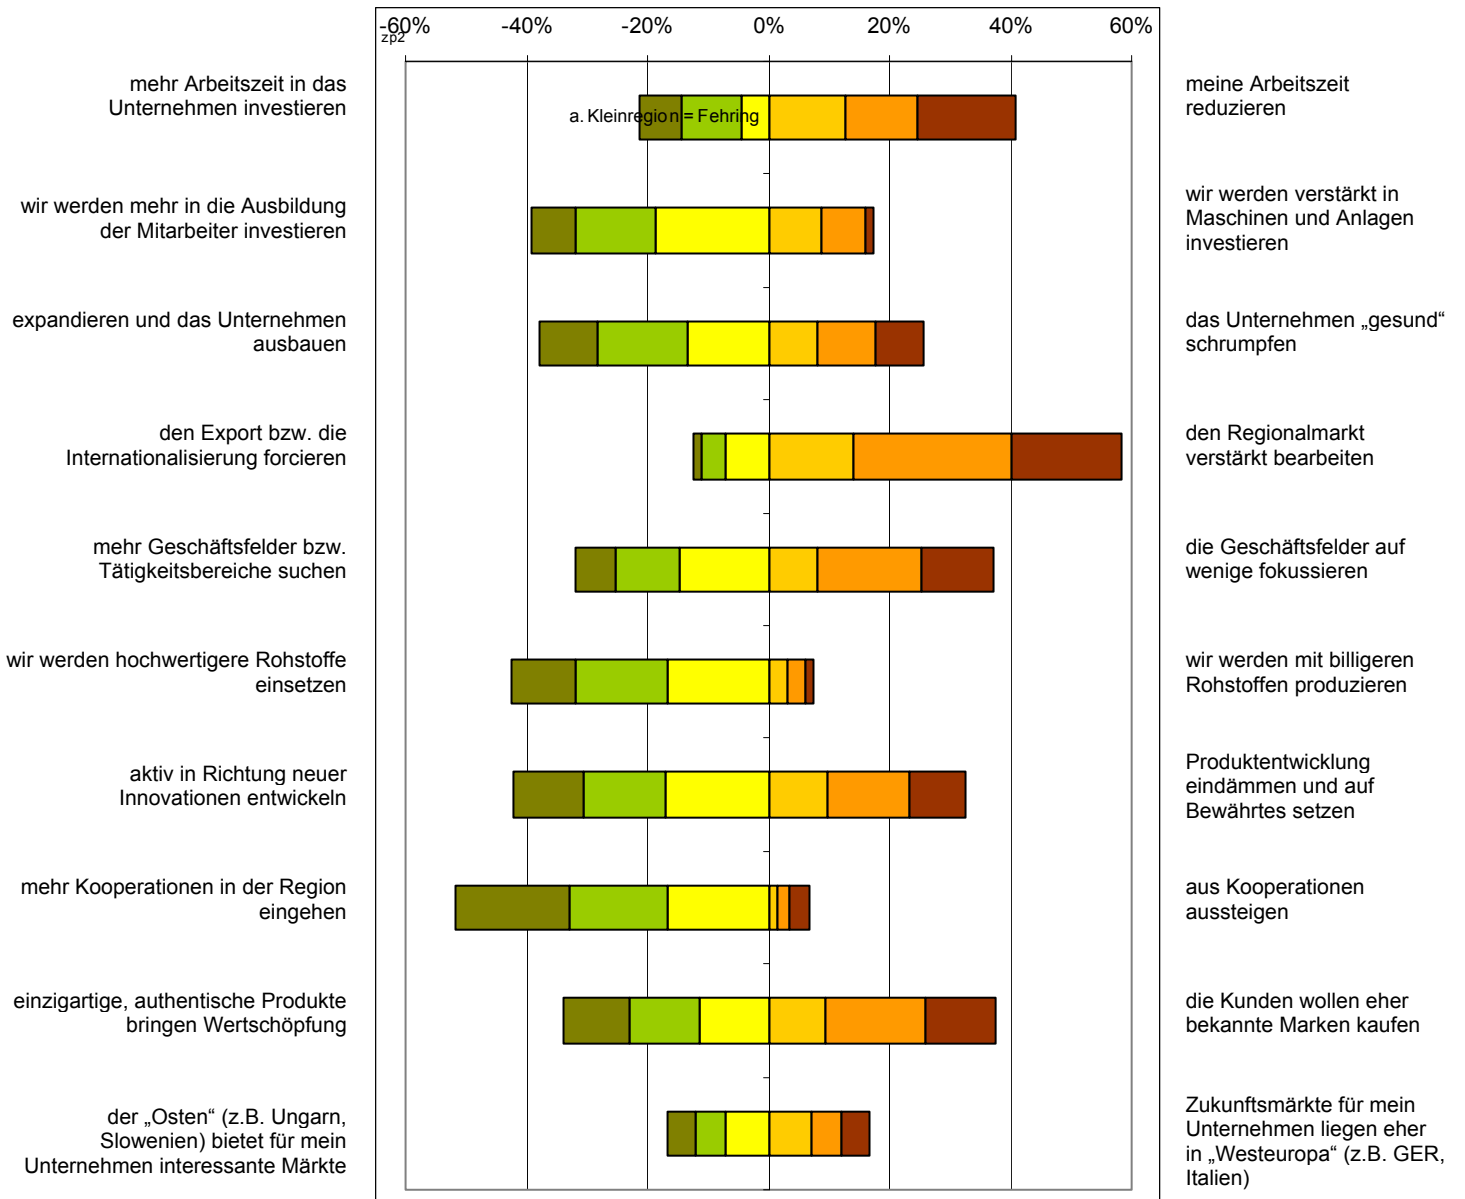 -60% -40% -20% 0% 20% 40% 60%
zp2
mehr Arbeitszeit in das
Unternehmen investieren
a. Kleinregion = Fehring
meine Arbeitszeit
reduzieren
wir werden mehr in die Ausbildung
der Mitarbeiter investieren
wir werden verstärkt in
Maschinen und Anlagen
investieren
expandieren und das Unternehmen
ausbauen
das Unternehmen „gesund“
schrumpfen
den Export bzw. die
Internationalisierung forcieren
den Regionalmarkt
verstärkt bearbeiten
mehr Geschäftsfelder bzw.
Tätigkeitsbereiche suchen
die Geschäftsfelder auf
wenige fokussieren
wir werden hochwertigere Rohstoffe
einsetzen
wir werden mit billigeren
Rohstoffen produzieren
aktiv in Richtung neuer
Innovationen entwickeln
Produktentwicklung
eindämmen und auf
Bewährtes setzen
mehr Kooperationen in der Region
eingehen
aus Kooperationen
aussteigen
einzigartige, authentische Produkte
bringen Wertschöpfung
die Kunden wollen eher
bekannte Marken kaufen
der „Osten“ (z.B. Ungarn,
Slowenien) bietet für mein
Unternehmen interessante Märkte
Zukunftsmärkte für mein
Unternehmen liegen eher
in „Westeuropa“ (z.B. GER,
Italien)